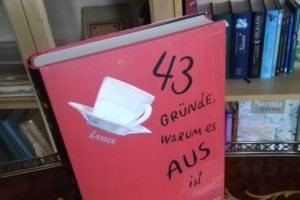 43
GRÜNDE,
WARUM ES
AUS
ist
HANSER
Narnia